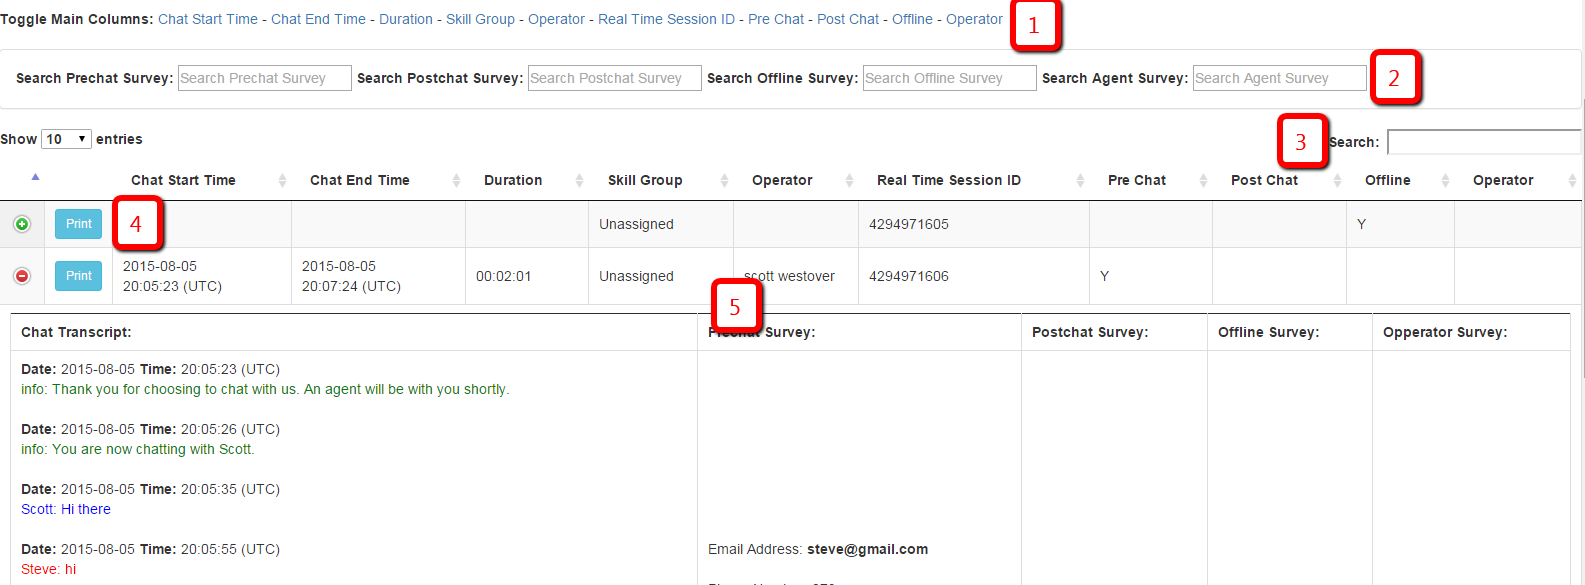 Toggle Main Columns: Chat Start Time - Chat End Time - Duration - Skill Group - Operator - Real Time Session ID - Pre Chat - Post Chat - Offline - Operator 1
Search Prechat Survey: Search Prechat Survey Search Postchat Survey: Search Postchat Survey Search Offline Survey: Search Offline Survey Search Agent Survey: Search Agent Survey 2
Show 10 entries 3 Search:
Chat Start Time Chat End Time Duration Skill Group Operator Real Time Session ID Pre Chat Post Chat Offline Operator
Print 4 Unassigned 4294971605 Y
Print 2015-08-05 20:05:23 (UTC) 2015-08-05 20:07:24 (UTC) 00:02:01 Unassigned scott westover 4294971606 Y
5
Chat Transcript: Prechat Survey: Postchat Survey: Offline Survey: Opperator Survey:
Date: 2015-08-05 Time: 20:05:23 (UTC)
info: Thank you for choosing to chat with us. An agent will be with you shortly.
Date: 2015-08-05 Time: 20:05:26 (UTC)
info: You are now chatting with Scott.
Date: 2015-08-05 Time: 20:05:35 (UTC)
Scott: Hi there
Date: 2015-08-05 Time: 20:05:55 (UTC) Email Address: steve@gmail.com
Steve: hi